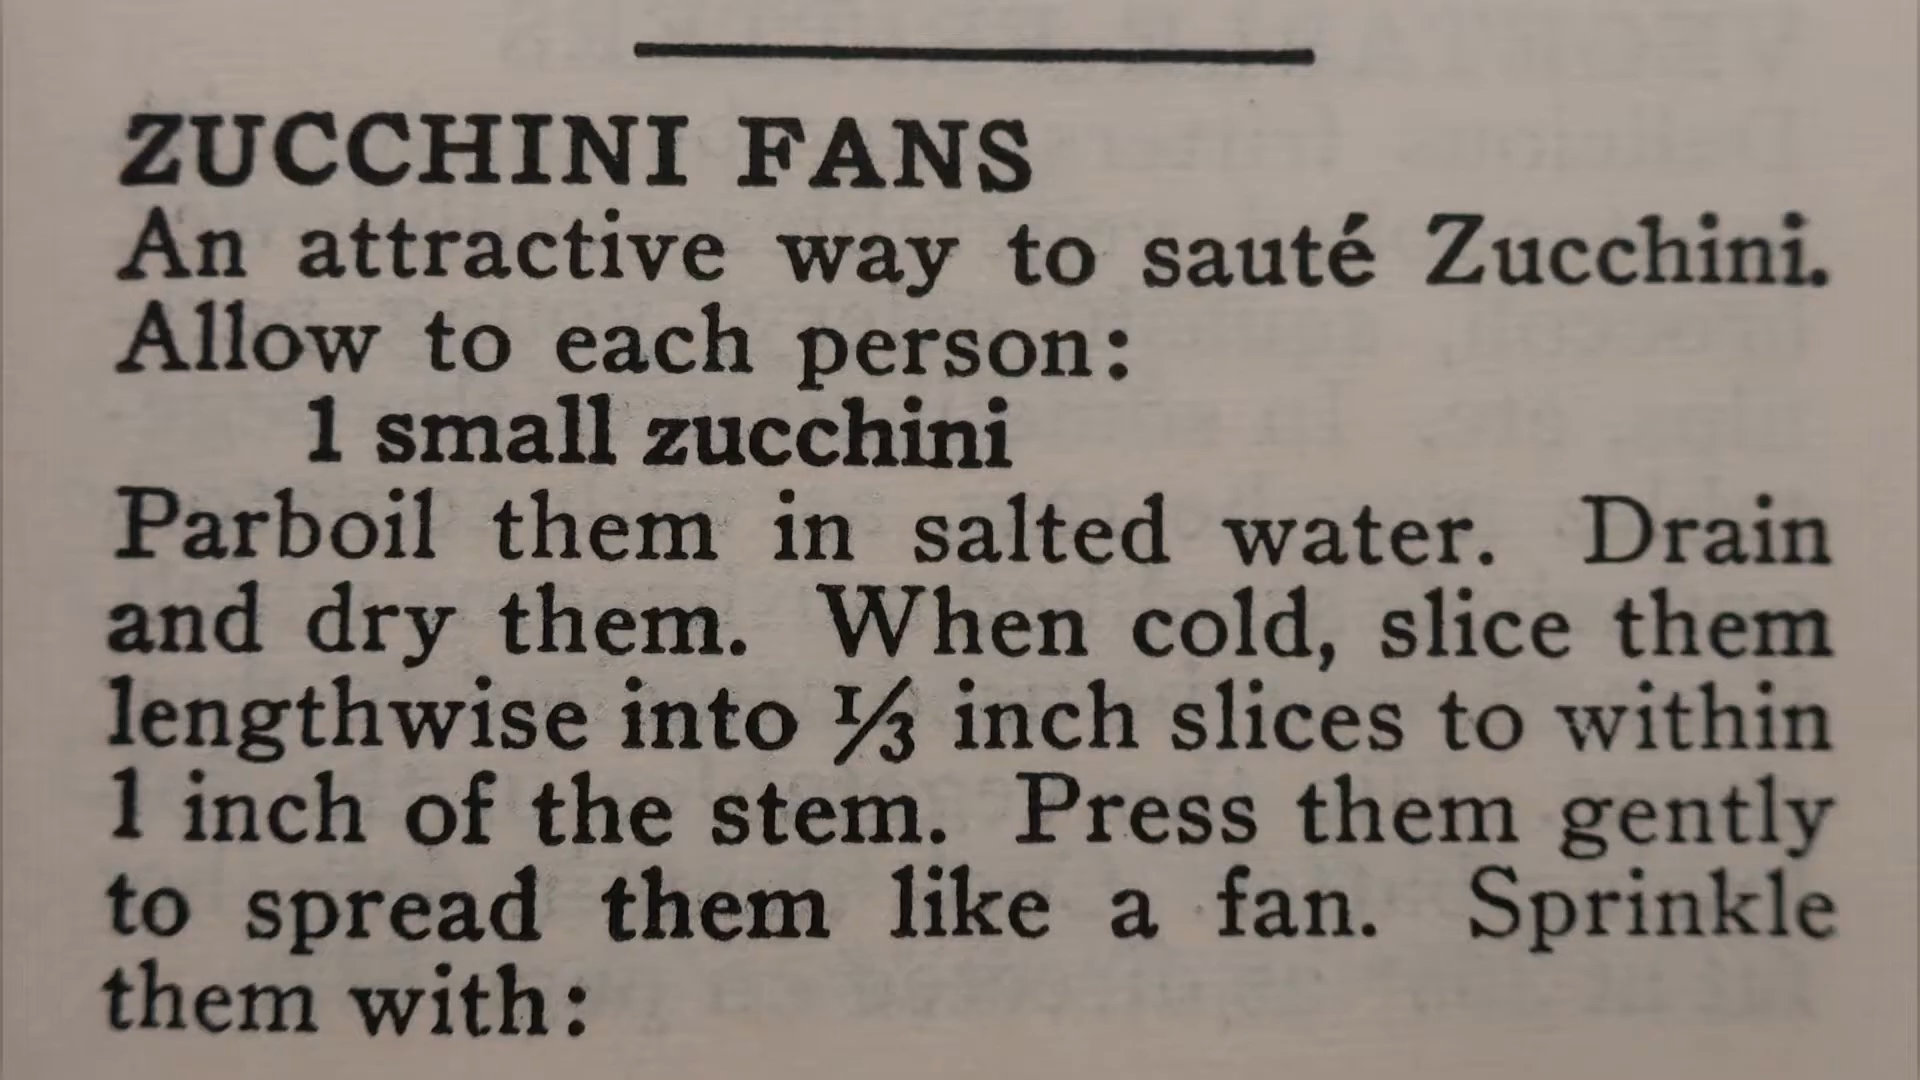 ZUCCHINI FANS
An attractive way to sauté Zucchini.
Allow to each person:
1 small zucchini
Parboil them in salted water. Drain
and dry them. When cold, slice them
lengthwise into ⅓ inch slices to within
1 inch of the stem. Press them gently
to spread them like a fan. Sprinkle
them with: